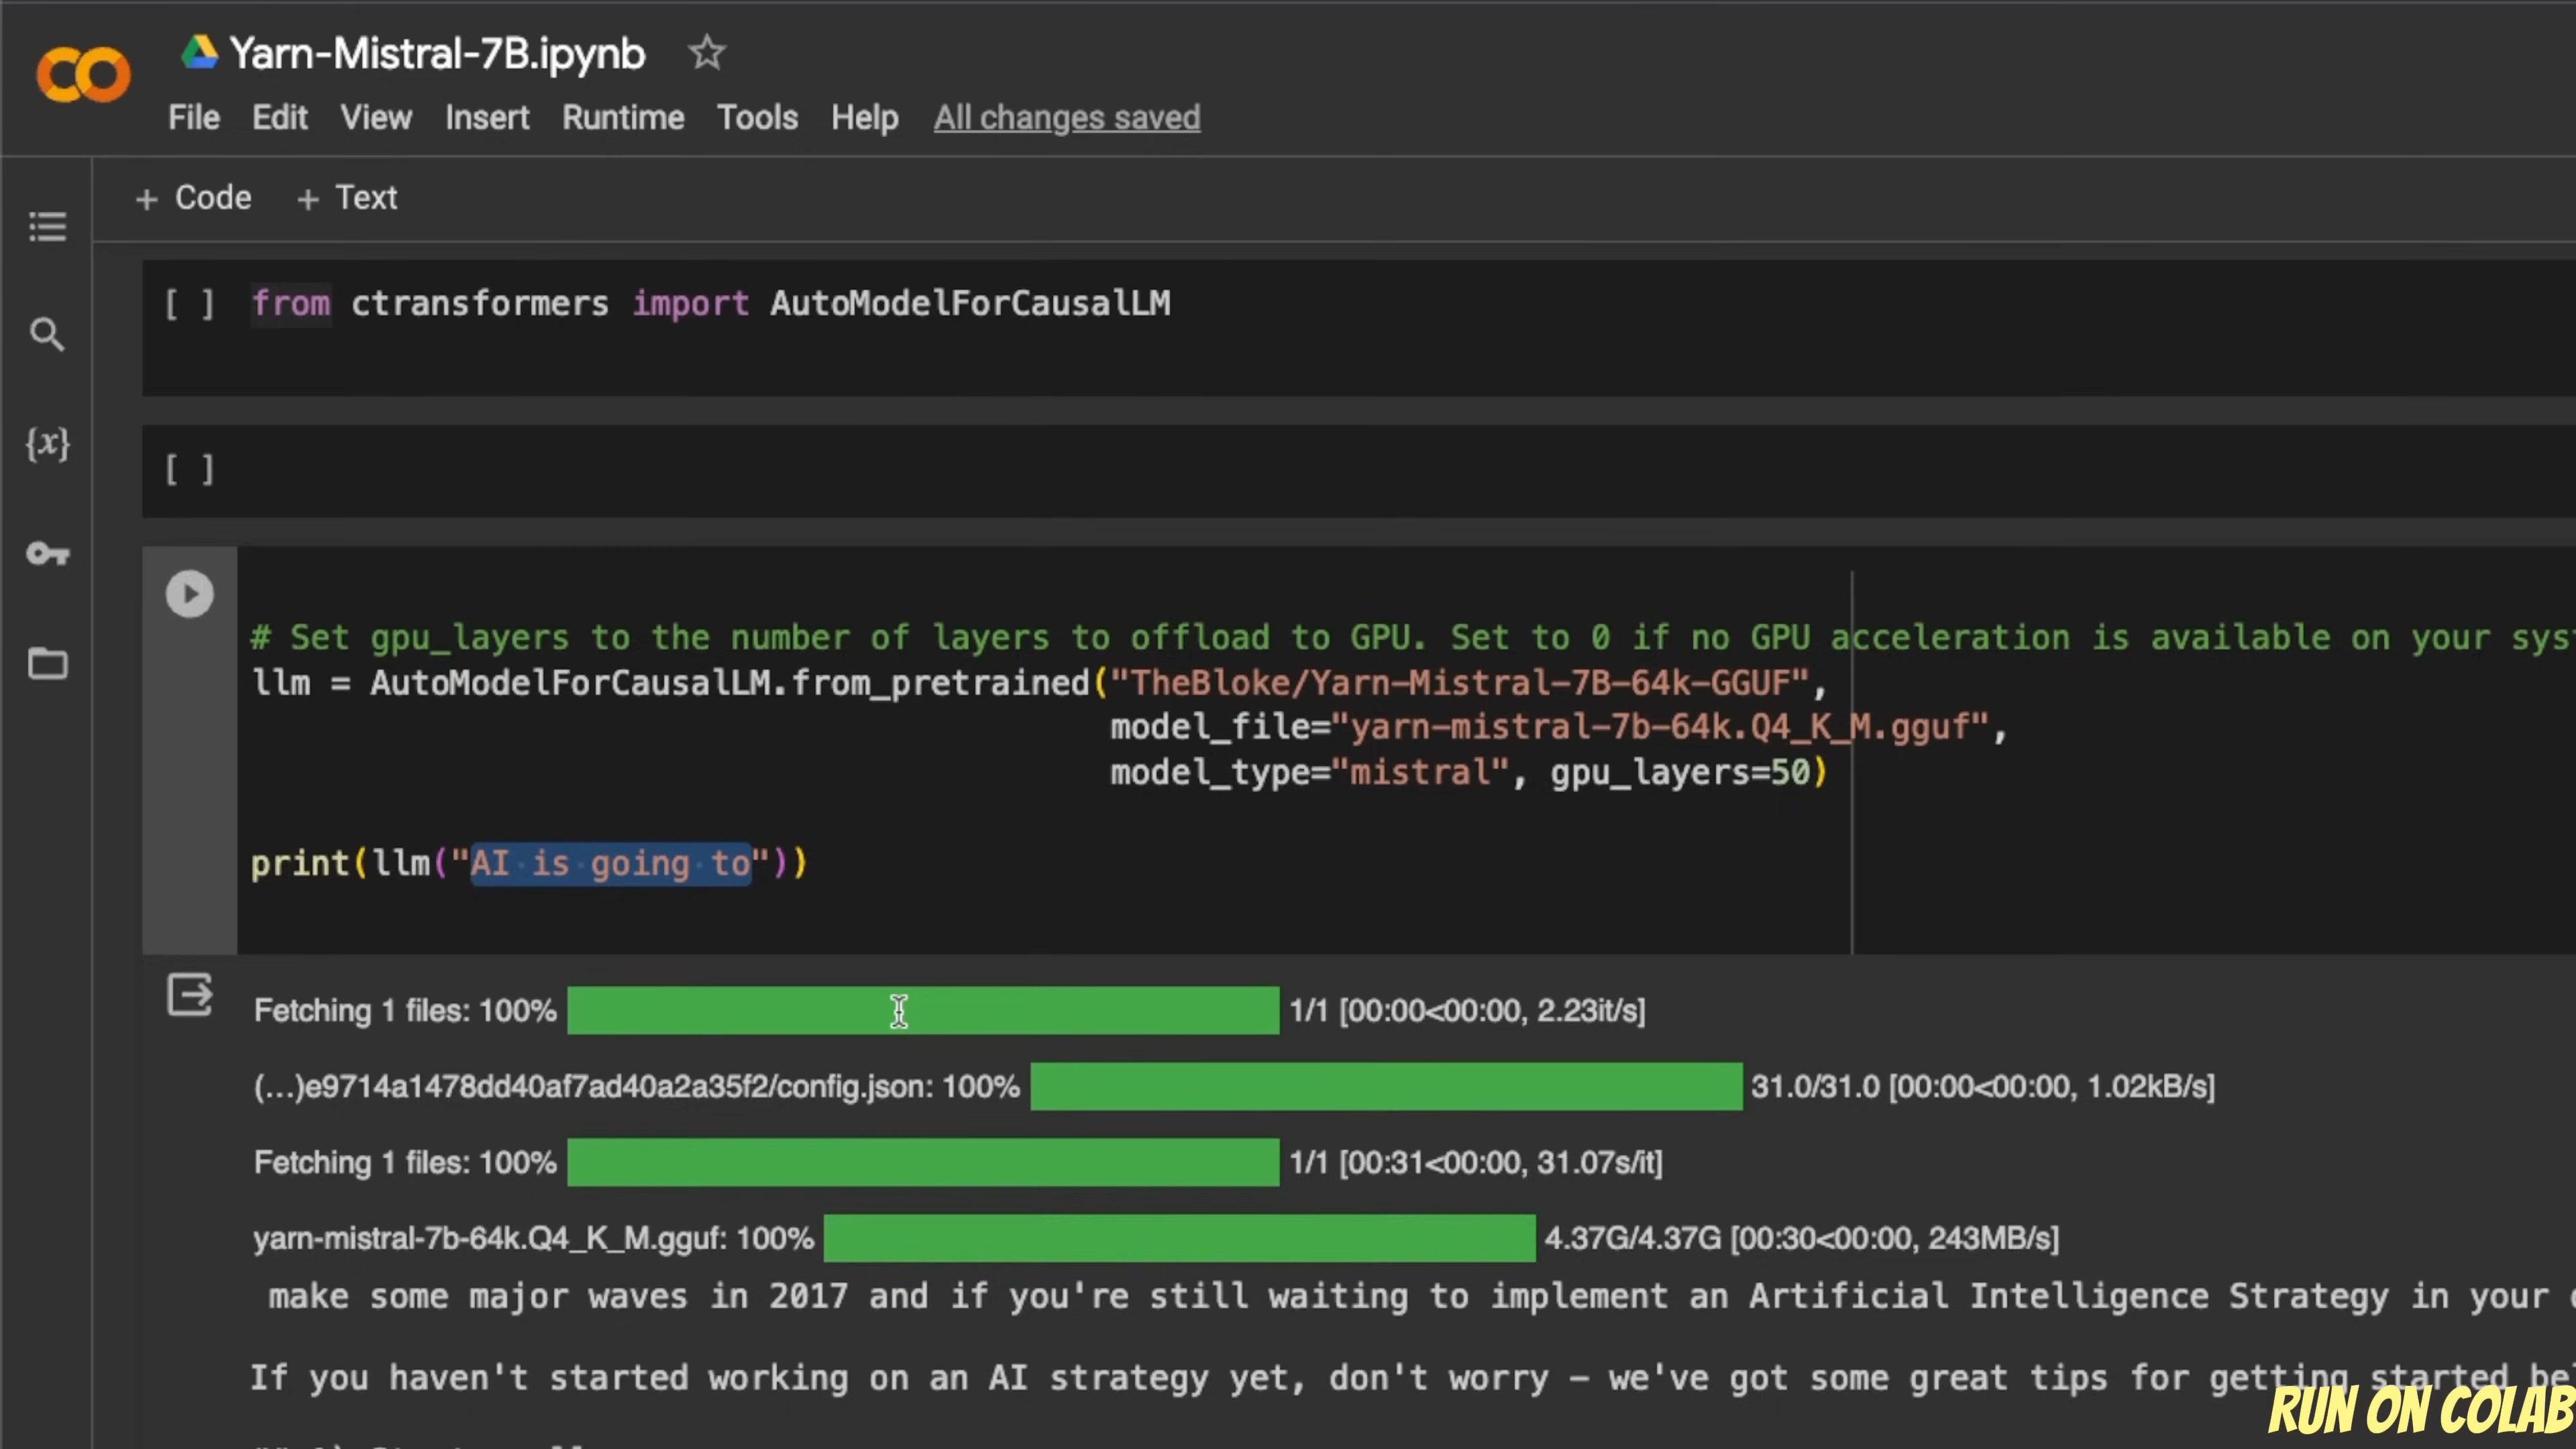 Yarn-Mistral-7B.ipynb
File Edit View Insert Runtime Tools Help All changes saved
+ Code + Text
[ ] from ctransformers import AutoModelForCausalLM
{x}
[ ]
# Set gpu_layers to the number of layers to offload to GPU. Set to 0 if no GPU acceleration is available on your sys
llm = AutoModelForCausalLM.from_pretrained("TheBloke/Yarn-Mistral-7B-64k-GGUF",
model_file="yarn-mistral-7b-64k.Q4_K_M.gguf",
model_type="mistral", gpu_layers=50)
print(llm("AI is going to"))
Fetching 1 files: 100% 1/1 [00:00<00:00, 2.23it/s]
(...)e9714a1478dd40af7ad40a2a35f2/config.json: 100% 31.0/31.0 [00:00<00:00, 1.02kB/s]
Fetching 1 files: 100% 1/1 [00:31<00:00, 31.07s/it]
yarn-mistral-7b-64k.Q4_K_M.gguf: 100% 4.37G/4.37G [00:30<00:00, 243MB/s]
make some major waves in 2017 and if you're still waiting to implement an Artificial Intelligence Strategy in your
If you haven't started working on an AI strategy yet, don't worry – we've got some great tips for getting started be
RUN ON COLAB